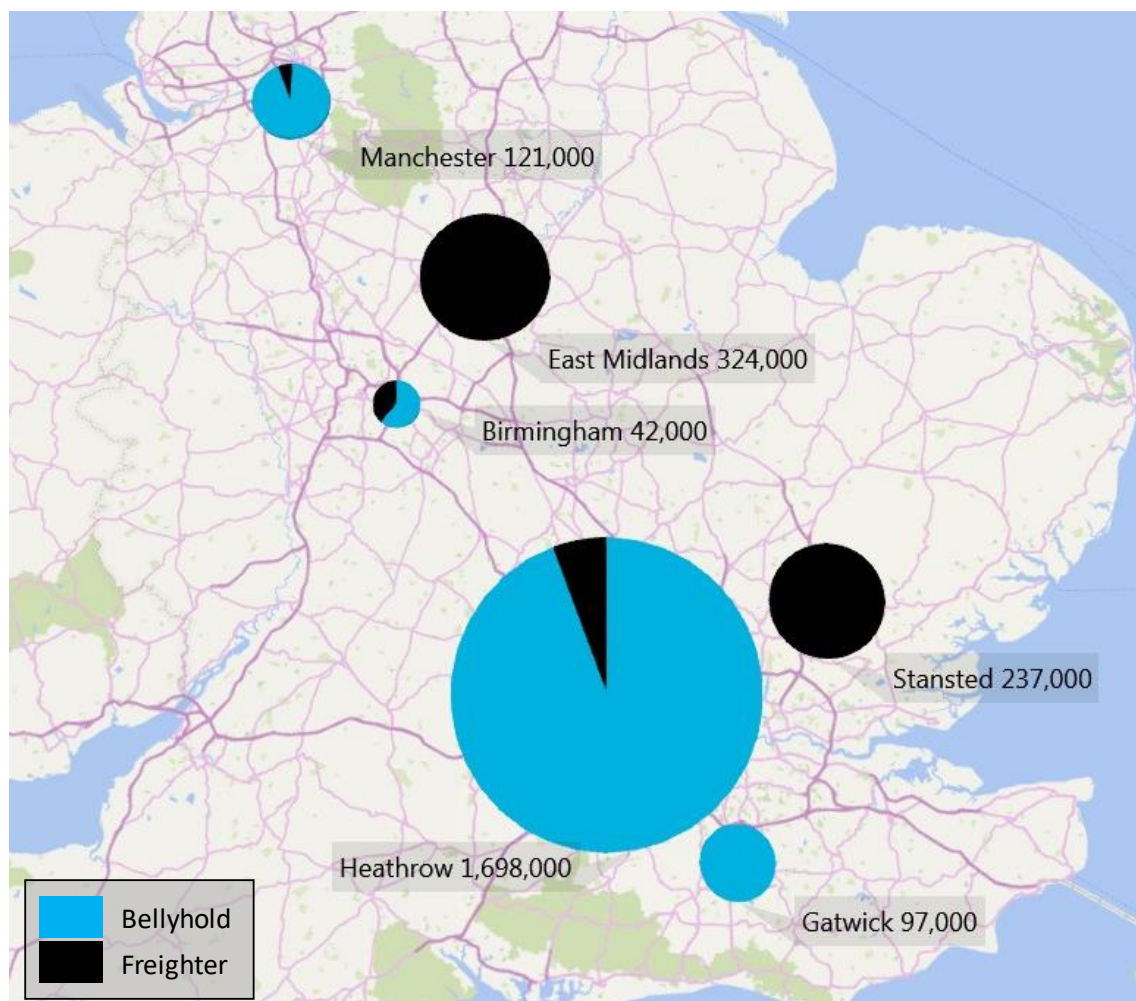 Manchester 121,000
East Midlands 324,000
Birmingham 42,000
Stansted 237,000
Heathrow 1,698,000
Gatwick 97,000
Bellyhold
Freighter